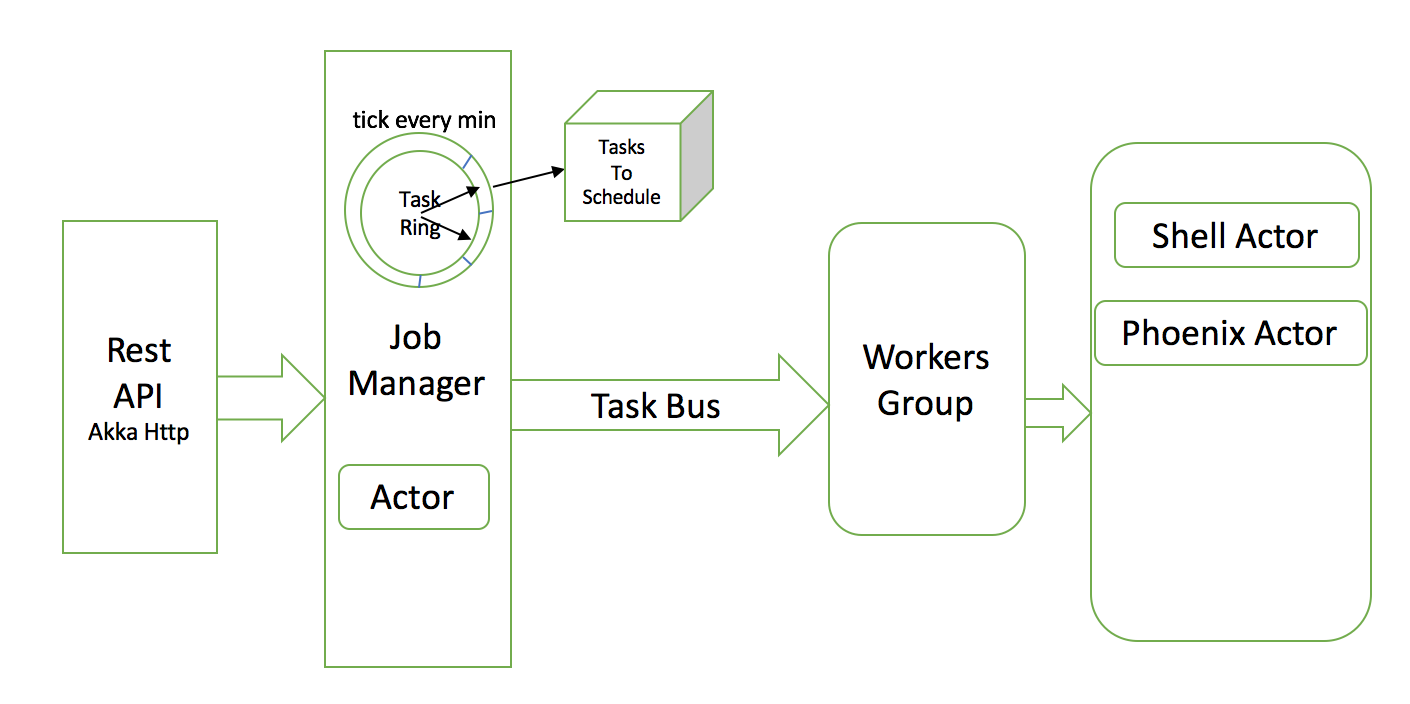 tick every min
Task
Ring
Tasks
To
Schedule
Rest
API
Akka Http
Job
Manager
Actor
Task Bus
Workers
Group
Shell Actor
Phoenix Actor